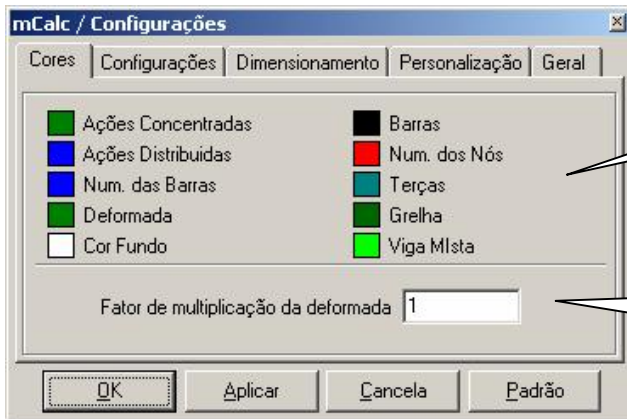 mCalc / Configurações
Cores Configurações Dimensionamento Personalização Geral
Ações Concentradas Barras
Ações Distribuidas Num. dos Nós
Num. das Barras Terças
Deformada Grelha
Cor Fundo Viga MIsta
Fator de multiplicação da deformada 1
OK Aplicar Cancela Padrão